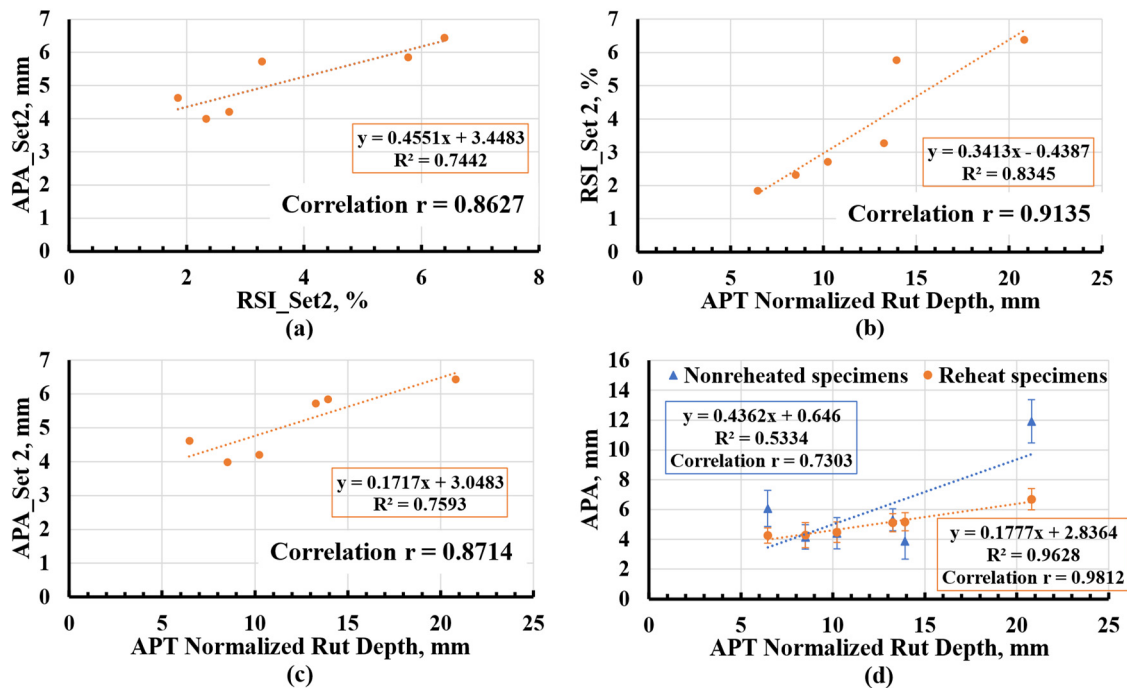 7
6
5
4
3
2
1
0
APA_Set2, mm
y = 0.4551x + 3.4483
R² = 0.7442
Correlation r = 0.8627
0 2 4 6 8
RSI_Set2, %
(a)
7
6
5
4
3
2
1
0
RSI_Set 2, %
y = 0.3413x - 0.4387
R² = 0.8345
Correlation r = 0.9135
0 5 10 15 20 25
APT Normalized Rut Depth, mm
(b)
7
6
5
4
3
2
1
0
APA_Set 2, mm
y = 0.1717x + 3.0483
R² = 0.7593
Correlation r = 0.8714
0 5 10 15 20 25
APT Normalized Rut Depth, mm
(c)
16
14
12
10
8
6
4
2
0
APA, mm
Nonreheated specimens Reheat specimens
y = 0.4362x + 0.646
R² = 0.5334
Correlation r = 0.7303
y = 0.1777x + 2.8364
R² = 0.9628
Correlation r = 0.9812
0 5 10 15 20 25
APT Normalized Rut Depth, mm
(d)